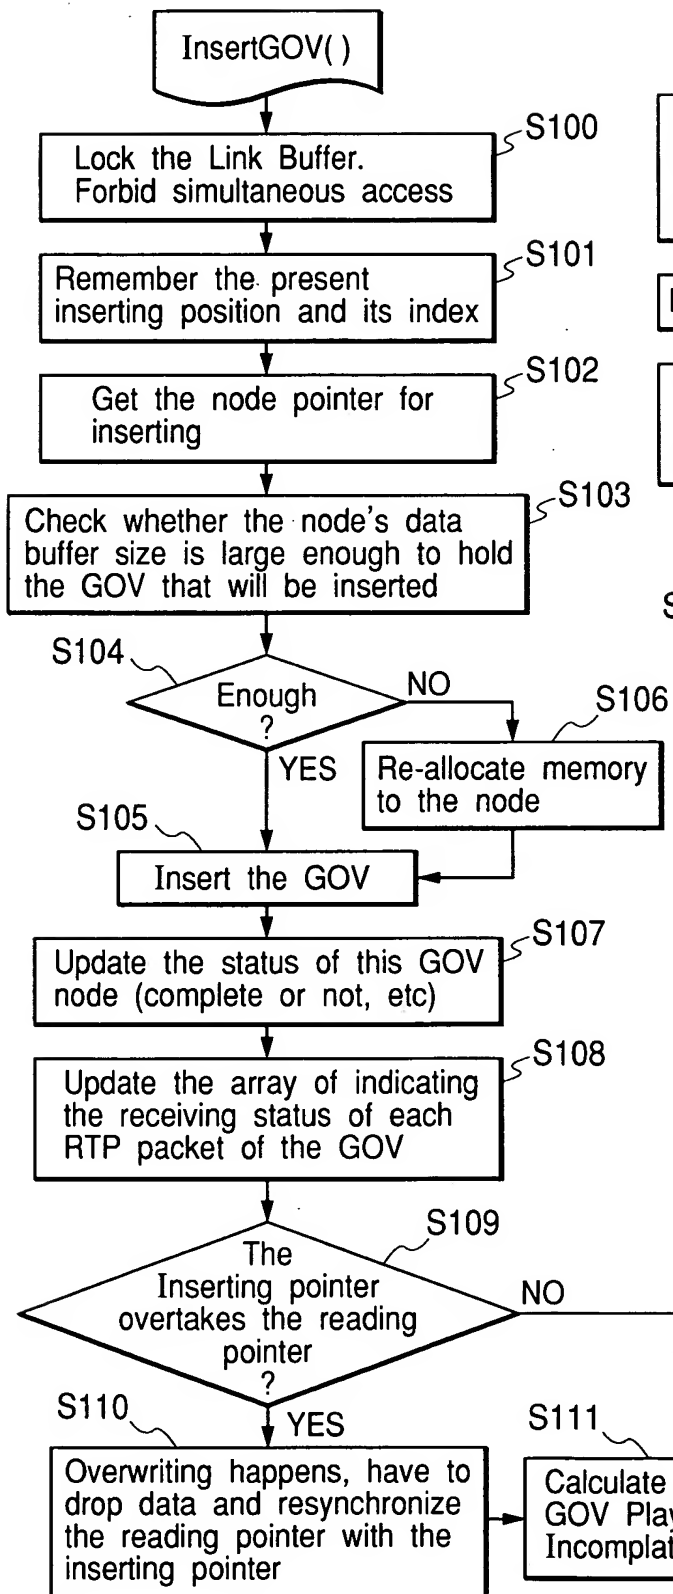 InsertGOV( )
S100
Lock the Link Buffer.
Forbid simultaneous access
S101
Remember the present
inserting position and its index
S102
Get the node pointer for
inserting
S103
Check whether the node's data
buffer size is large enough to hold
the GOV that will be inserted
S104
Enough
?
NO
YES
S106
Re-allocate memory
to the node
S105
Insert the GOV
S107
Update the status of this GOV
node (complete or not, etc)
S108
Update the array of indicating
the receiving status of each
RTP packet of the GOV
S109
The
Inserting pointer
overtakes the reading
pointer
?
NO
YES
S110
Overwriting happens, have to
drop data and resynchronize
the reading pointer with the
inserting pointer
S111
Calculate
GOV Play
Incomplat